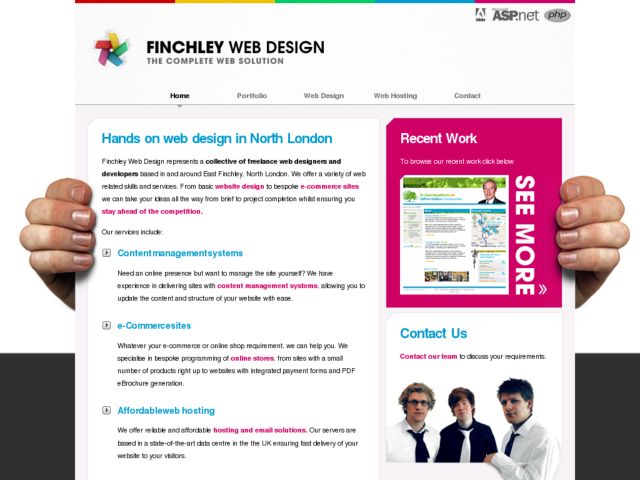 Adobe
ASP.net
php
FINCHLEY WEB DESIGN
THE COMPLETE WEB SOLUTION
Home
Portfolio
Web Design
Web Hosting
Contact
Hands on web design in North London
Finchley Web Design represents a collective of freelance web designers and
developers based in and around East Finchley, North London. We offer a variety of web
related skills and services. From basic website design to bespoke e-commerce sites
we can take your ideas all the way from brief to project completion whilst ensuring you
stay ahead of the competition.
Our services include:
Content management systems
Need an online presence but want to manage the site yourself? We have
experience in delivering sites with content management systems, allowing you to
update the content and structure of your website with ease.
e-Commerce sites
Whatever your e-commerce or online shop requirement, we can help you. We
specialise in bespoke programming of online stores, from sites with a small
number of products right up to websites with integrated payment forms and PDF
eBrochure generation.
Affordable web hosting
We offer reliable and affordable hosting and email solutions. Our servers are
based in a state-of-the-art data centre in the the UK ensuring fast delivery of your
website to your visitors.
Recent Work
To browse our recent work click below
SEE MORE »
Contact Us
Contact our team to discuss your requirements.